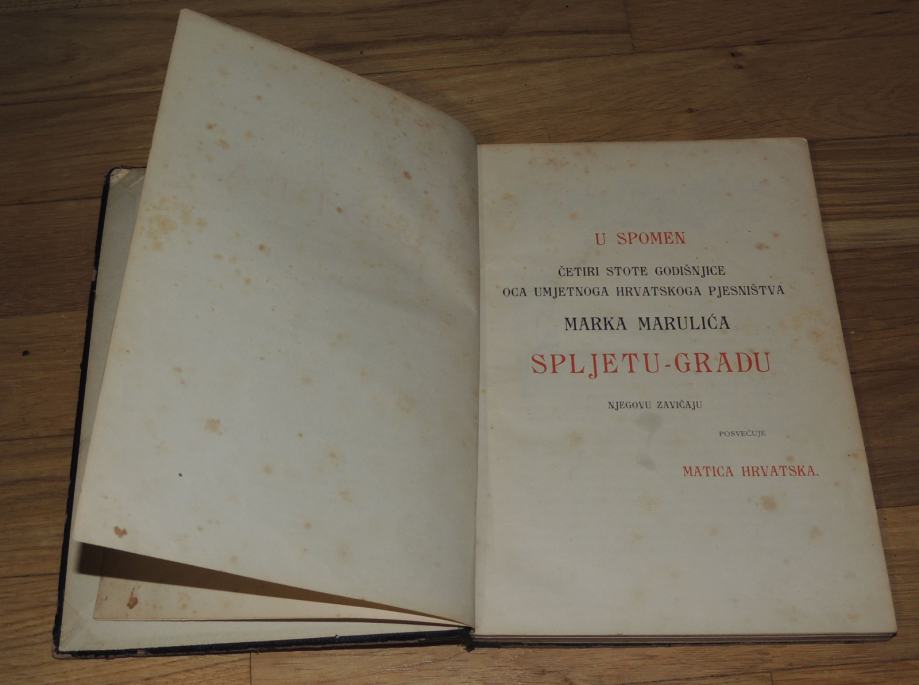 U SPOMEN
ČETIRI STOTE GODIŠNJICE
OCA UMJETNOGA HRVATSKOGA PJESNIŠTVA
MARKA MARULIĆA
SPLJETU-GRADU
NJEGOVU ZAVIČAJU
POSVEĆUJE
MATICA HRVATSKA.